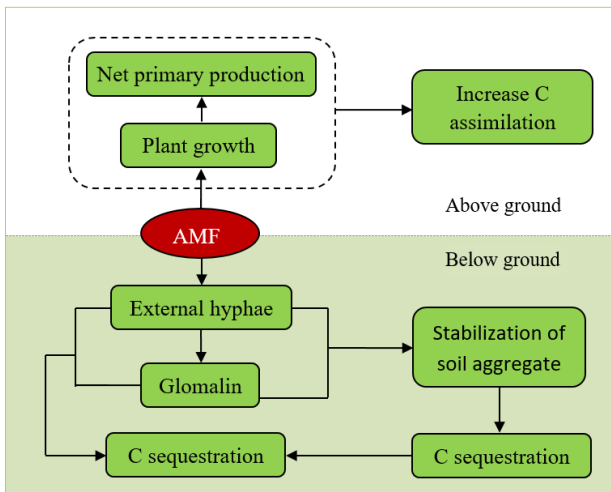 Net primary production
Increase C
assimilation
Plant growth
Above ground
AMF
Below ground
External hyphae
Stabilization of
soil aggregate
Glomalin
C sequestration
C sequestration